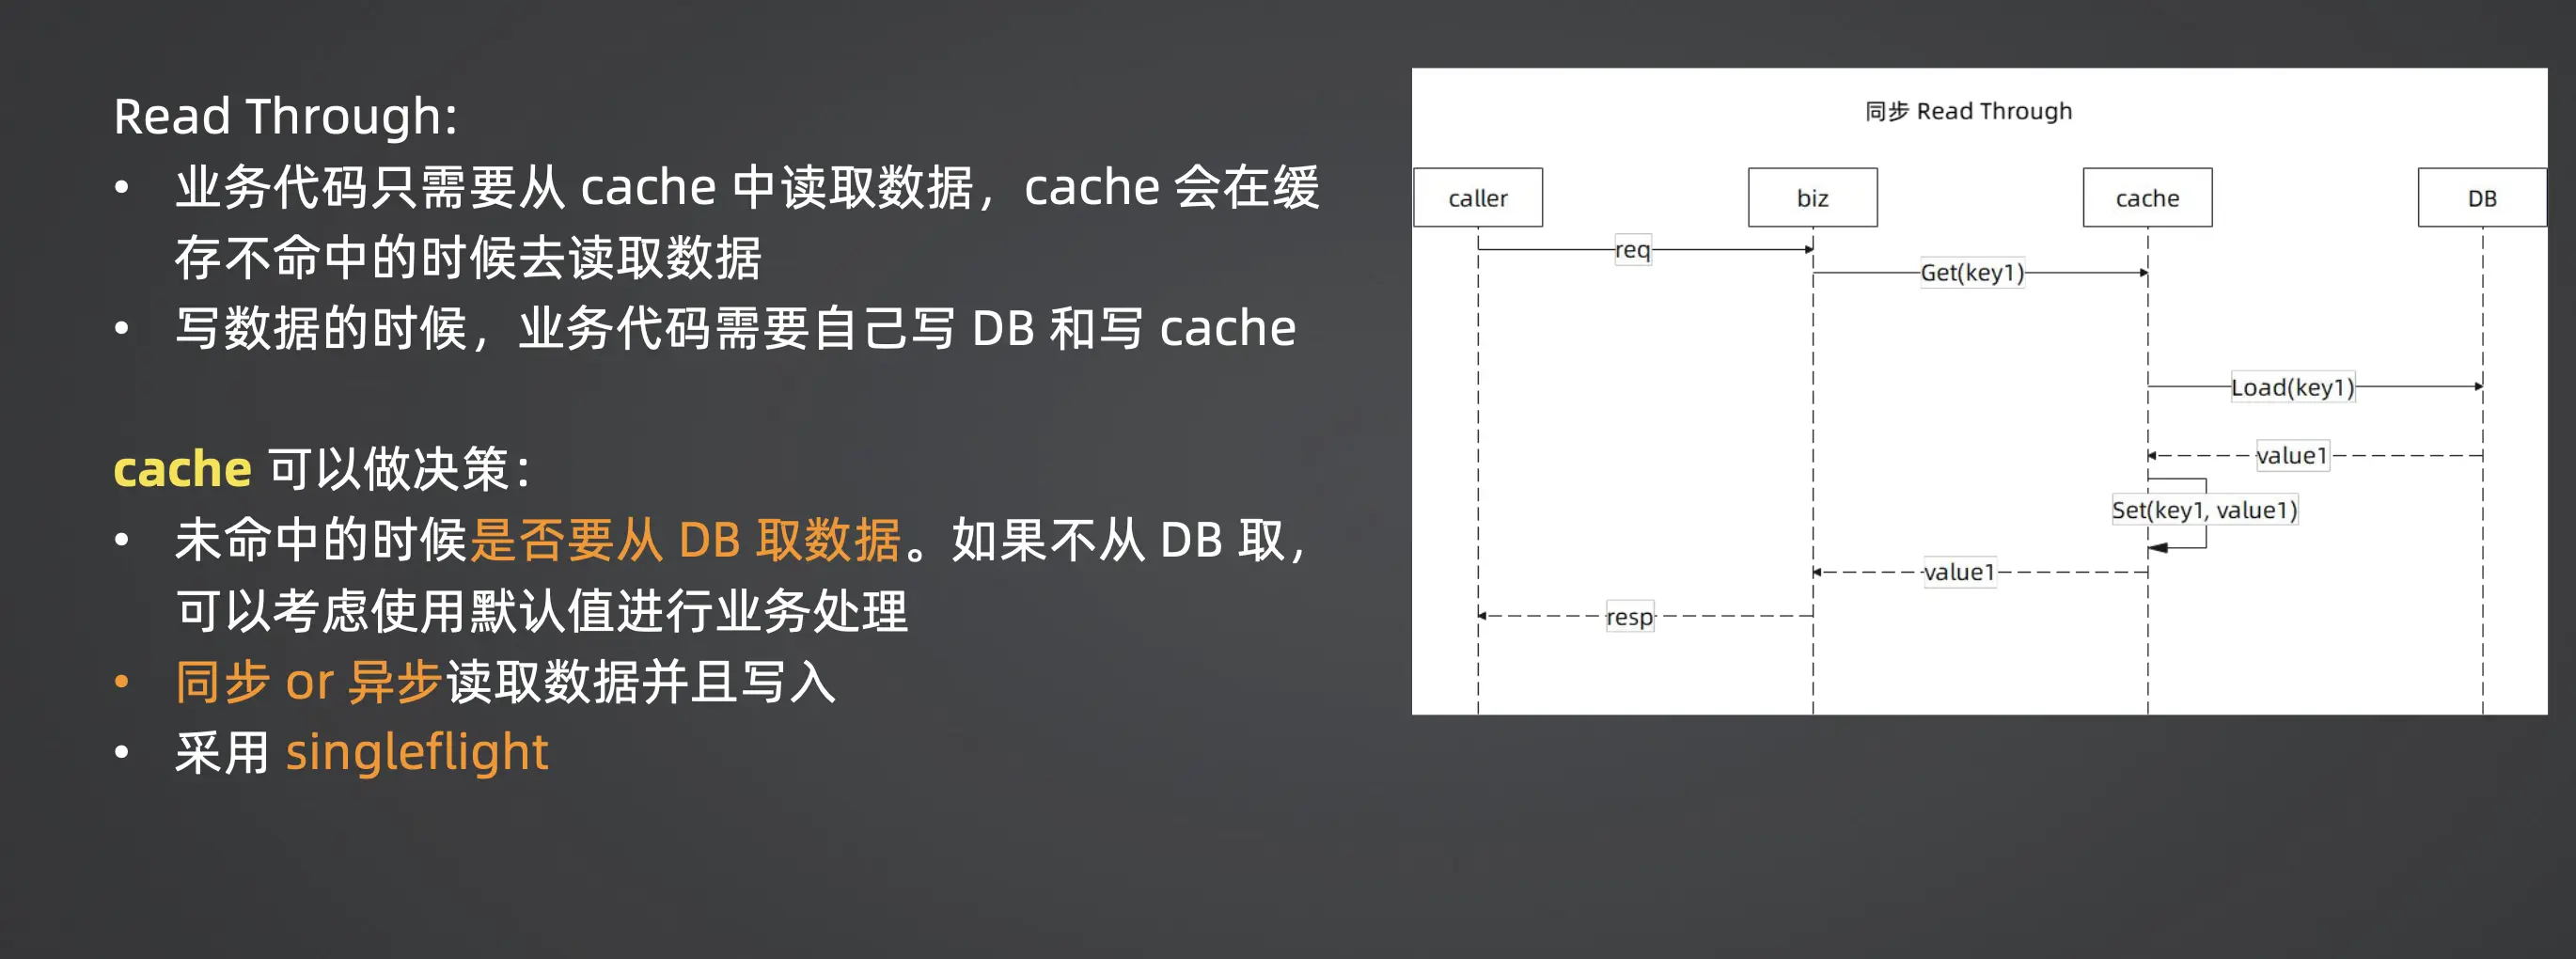 Read Through:
• 业务代码只需要从 cache 中读取数据，cache 会在缓
存不命中的时候去读取数据
• 写数据的时候，业务代码需要自己写 DB 和写 cache
cache 可以做决策：
• 未命中的时候是否要从 DB 取数据。如果不从 DB 取，
可以考虑使用默认值进行业务处理
• 同步 or 异步读取数据并且写入
• 采用 singleflight
同步 Read Through
caller
biz
cache
DB
req
Get(key1)
Load(key1)
value1
Set(key1, value1)
value1
resp